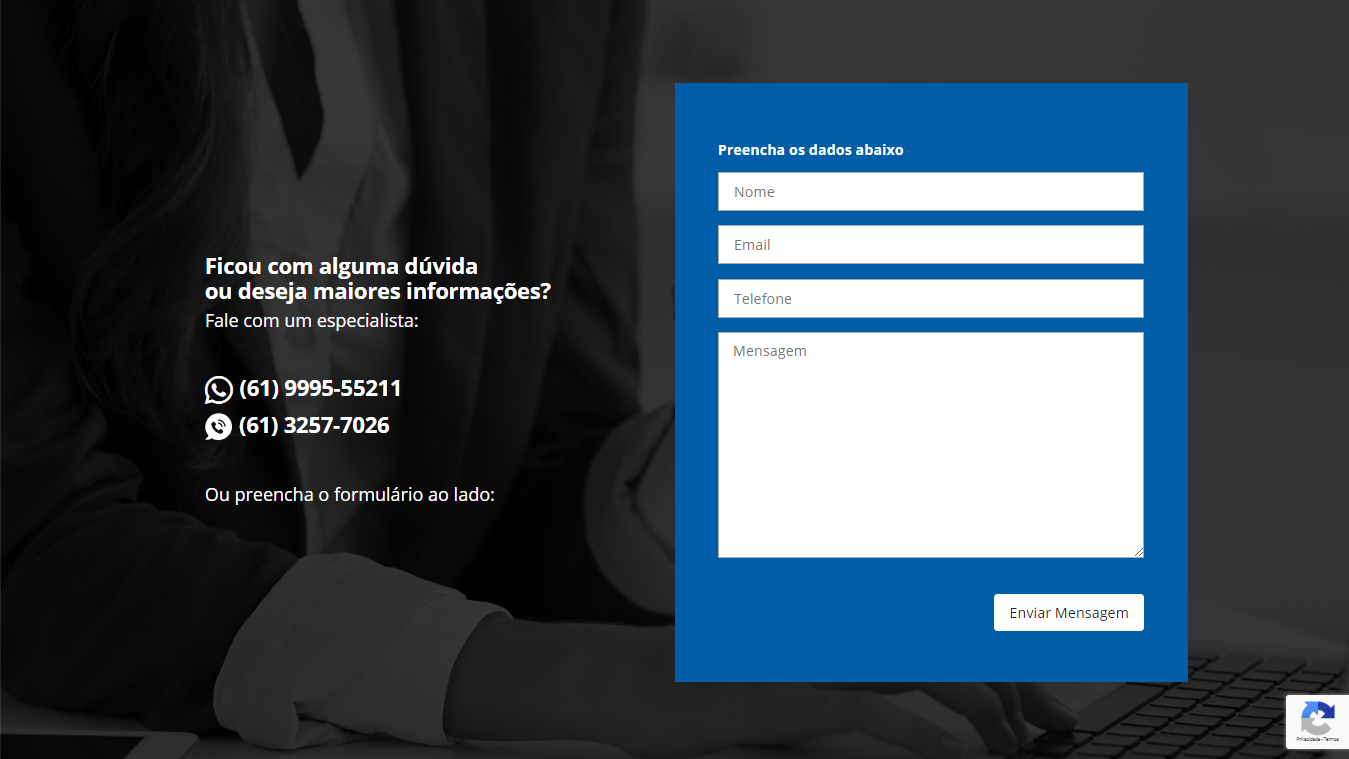 Ficou com alguma dúvida
ou deseja maiores informações?
Fale com um especialista:
(61) 9995-55211
(61) 3257-7026
Ou preencha o formulário ao lado:
Preencha os dados abaixo
Nome
Email
Telefone
Mensagem
Enviar Mensagem
Privacidade - Termos